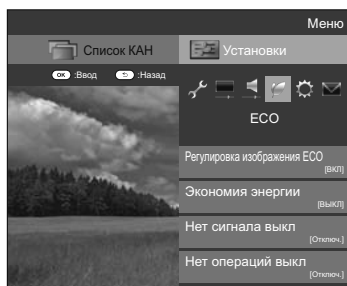 Меню
Список КАН
Установки
OK :Ввод :Назад
ECO
Регулировка изображения ECO
[ВКЛ]
Экономия энергии
[ВЫКЛ]
Нет сигнала выкл
[Отключ.]
Нет операций выкл
[Отключ.]